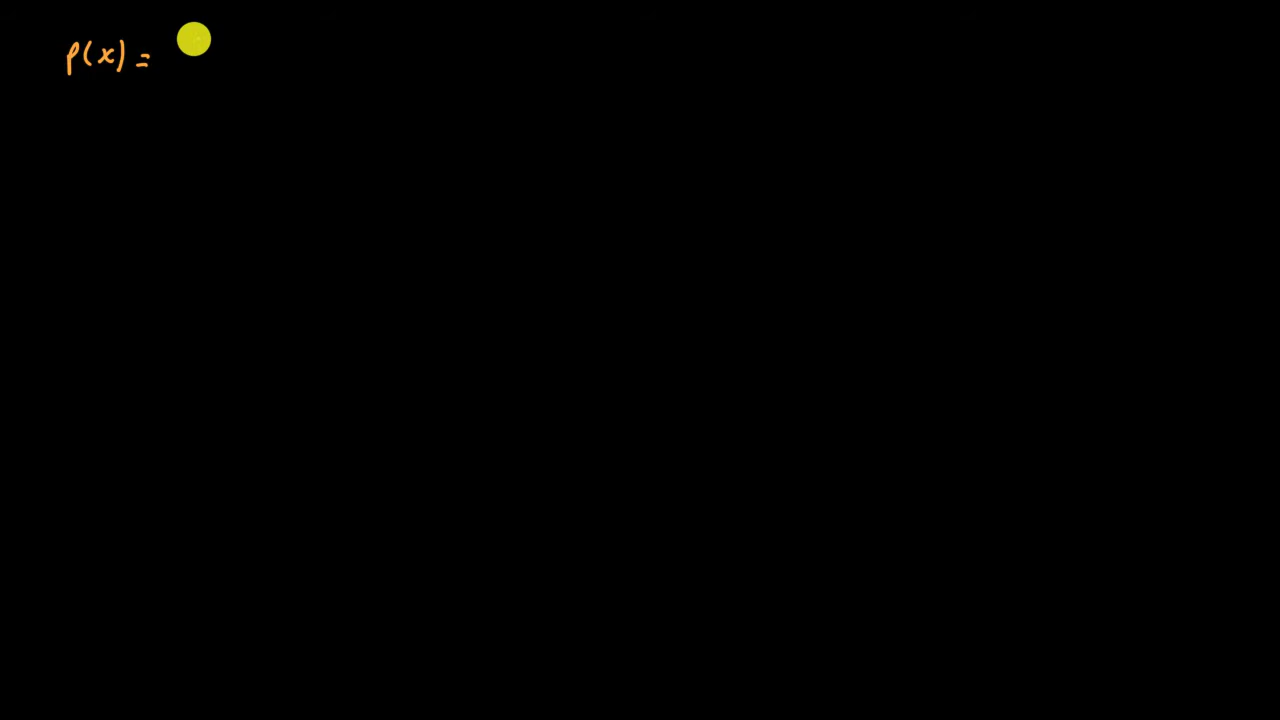 p(x) =